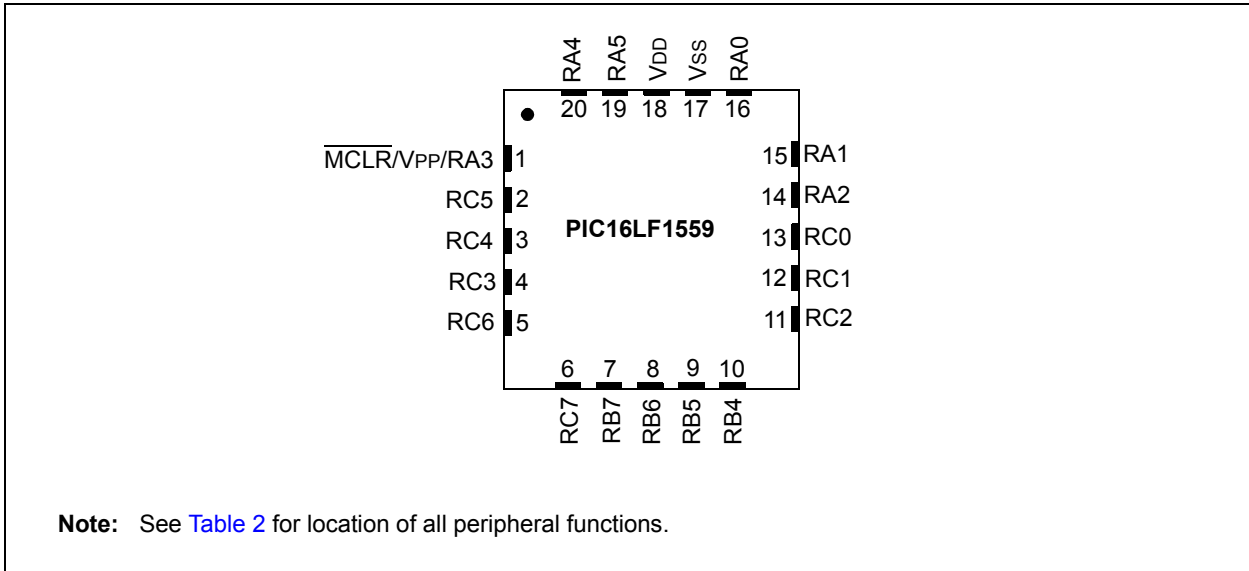 RA4 RA5 VDD VSS RA0
20 19 18 17 16
MCLR/VPP/RA3 1 15 RA1
RC5 2 14 RA2
PIC16LF1559
RC4 3 13 RC0
RC3 4 12 RC1
RC6 5 11 RC2
6 7 8 9 10
RC7 RB7 RB6 RB5 RB4
Note: See Table 2 for location of all peripheral functions.